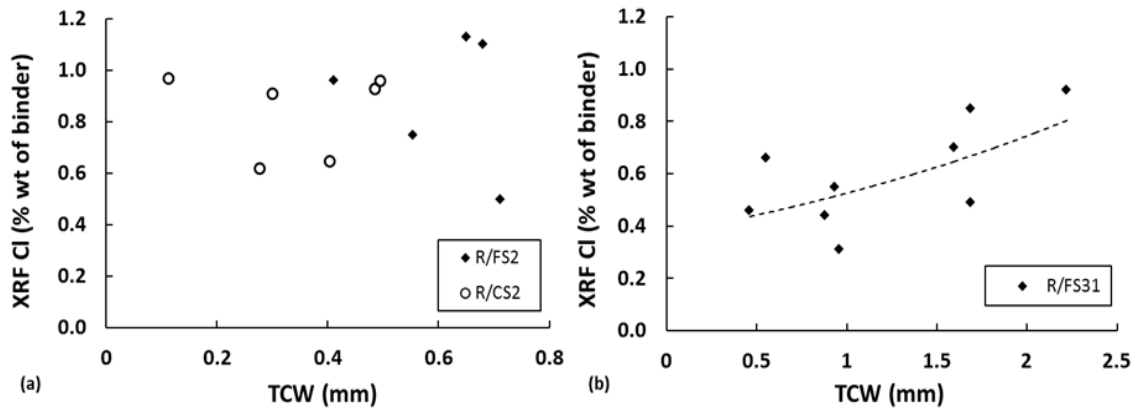 XRF Cl (% wt of binder)
1.2
1.0
0.8
0.6
0.4
0.2
0.0
R/FS2
R/CS2
0 0.2 0.4 0.6 0.8
(a)
TCW (mm)
XRF Cl (% wt of binder)
1.2
1.0
0.8
0.6
0.4
0.2
0.0
R/FS31
0 0.5 1 1.5 2 2.5
(b)
TCW (mm)